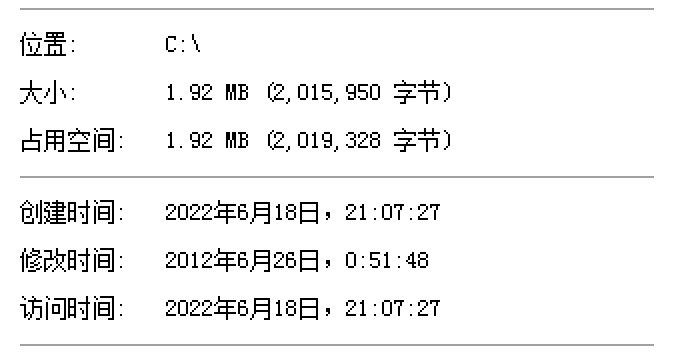 位置: C:\
大小: 1.92 MB (2,015,950 字节)
占用空间: 1.92 MB (2,019,328 字节)
创建时间: 2022年6月18日，21:07:27
修改时间: 2012年6月26日，0:51:48
访问时间: 2022年6月18日，21:07:27